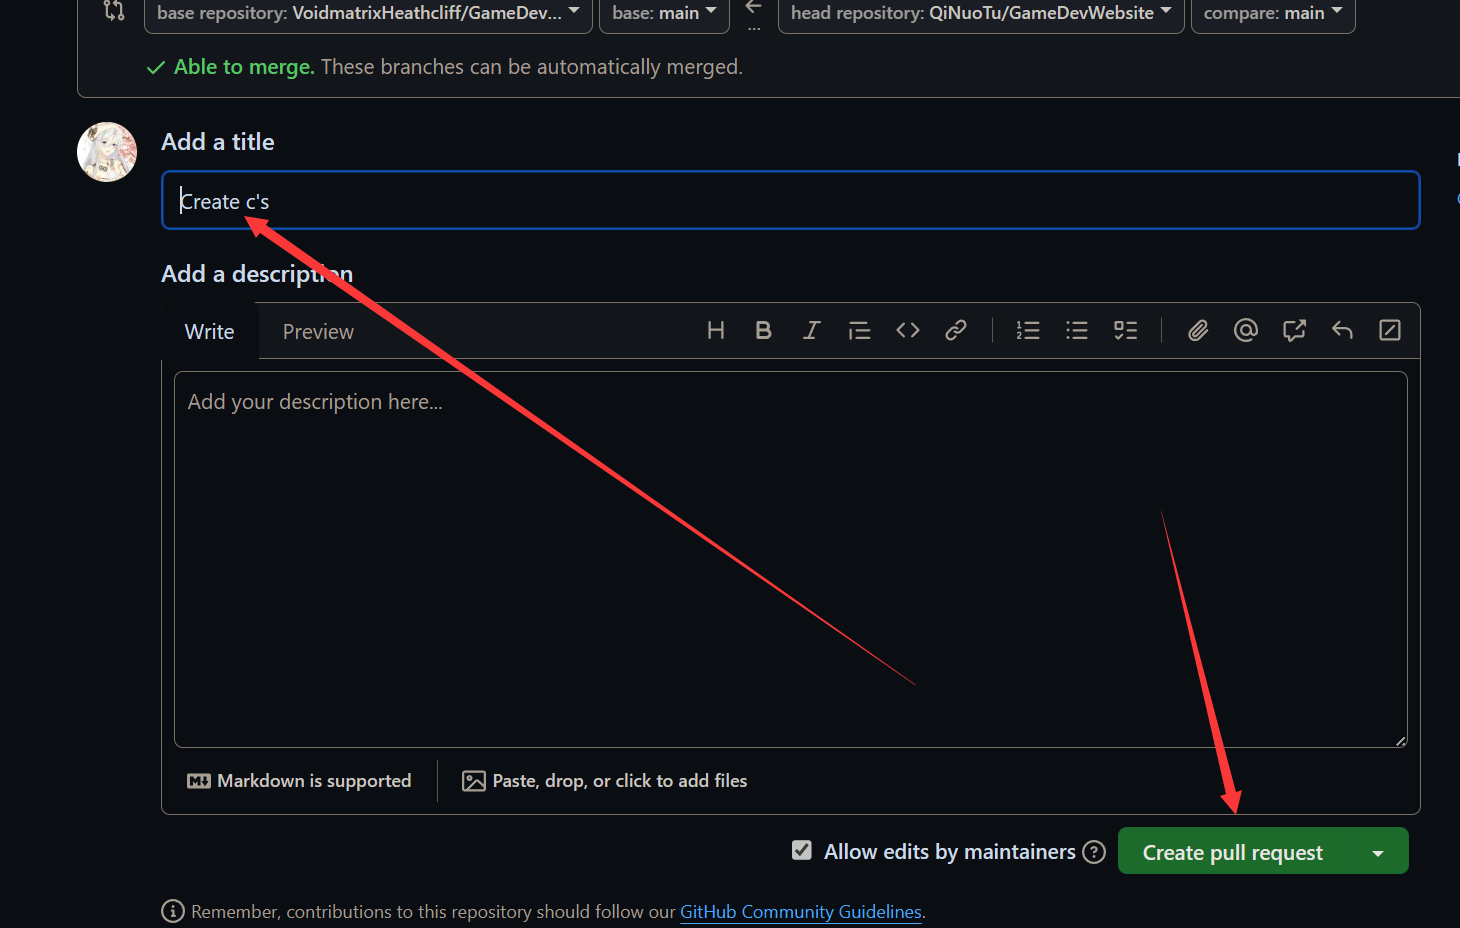 base repository: VoidmatrixHeathcliff/GameDev... base: main ... head repository: QiNuoTu/GameDevWebsite compare: main
Able to merge. These branches can be automatically merged.
Add a title
Create c's
Add a description
Write Preview
Add your description here...
Markdown is supported Paste, drop, or click to add files
Allow edits by maintainers Create pull request
Remember, contributions to this repository should follow our GitHub Community Guidelines.